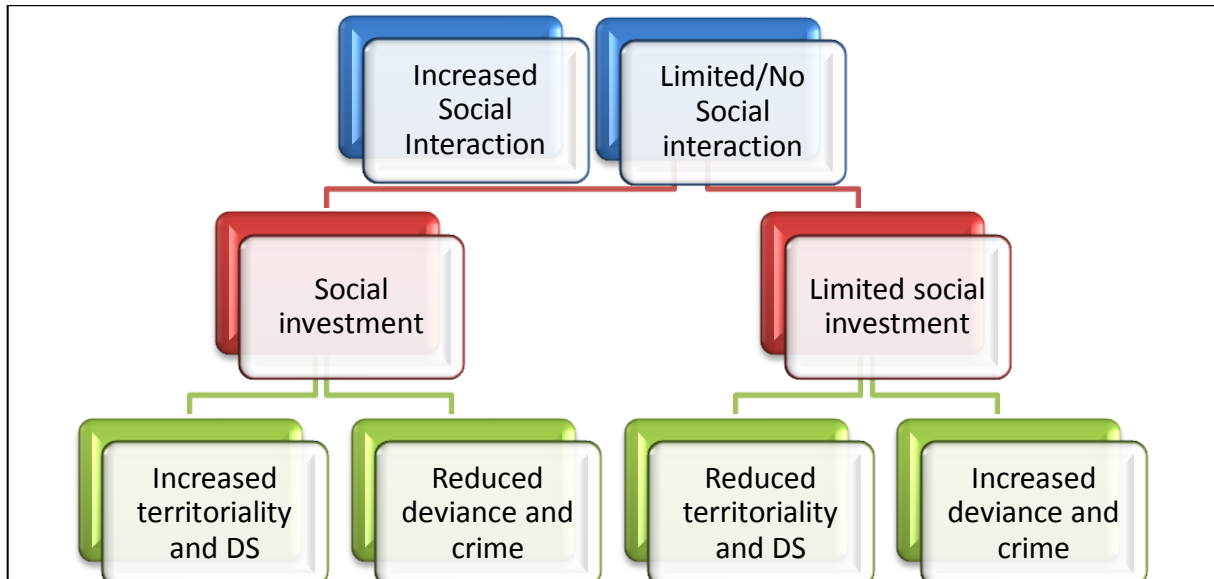 Increased
Social
Interaction
Limited/No
Social
interaction
Social
investment
Limited social
investment
Increased
territoriality
and DS
Reduced
deviance and
crime
Reduced
territoriality
and DS
Increased
deviance and
crime